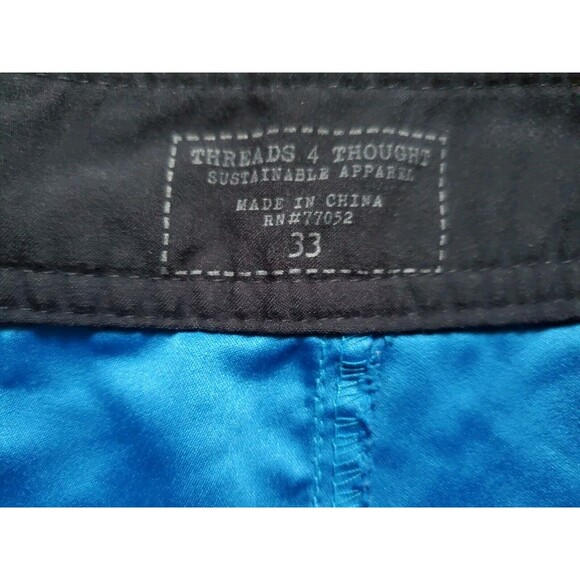 THREADS 4 THOUGHT
SUSTAINABLE APPAREL
MADE IN CHINA
RN#77052
33